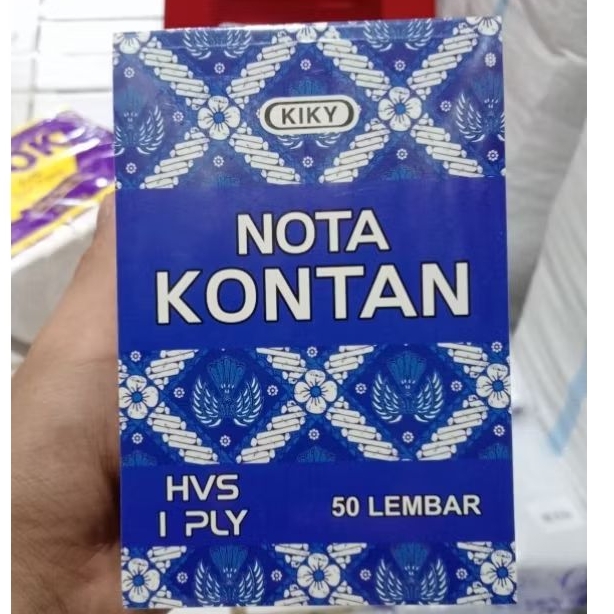 KIKY
NOTA
KONTAN
HVS
1 PLY
50 LEMBAR